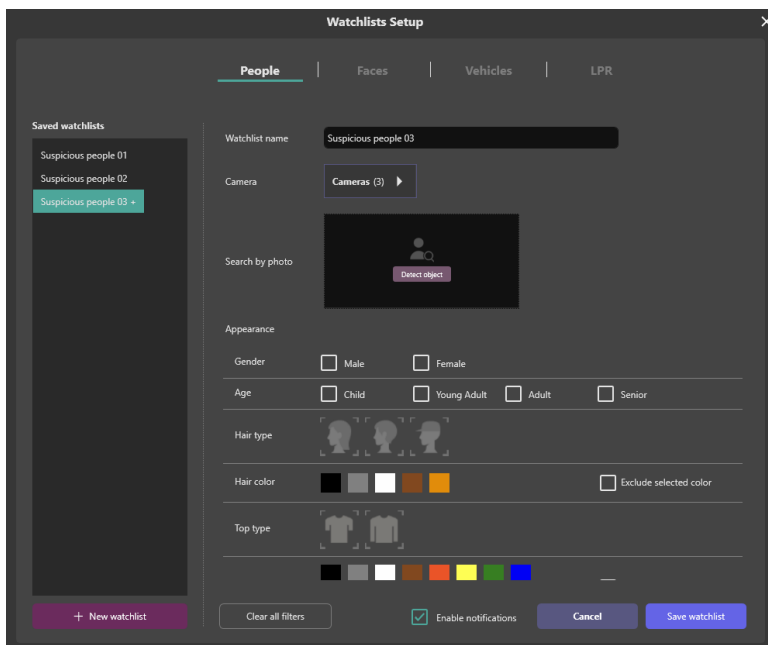 Watchlists Setup
People
Faces
Vehicles
LPR
Saved watchlists
Suspicious people 01
Suspicious people 02
Suspicious people 03 +
Watchlist name
Suspicious people 03
Camera
Cameras (3)
Search by photo
Detect object
Appearance
Gender
Male
Female
Age
Child
Young Adult
Adult
Senior
Hair type
Hair color
Exclude selected color
Top type
+ New watchlist
Clear all filters
Enable notifications
Cancel
Save watchlist